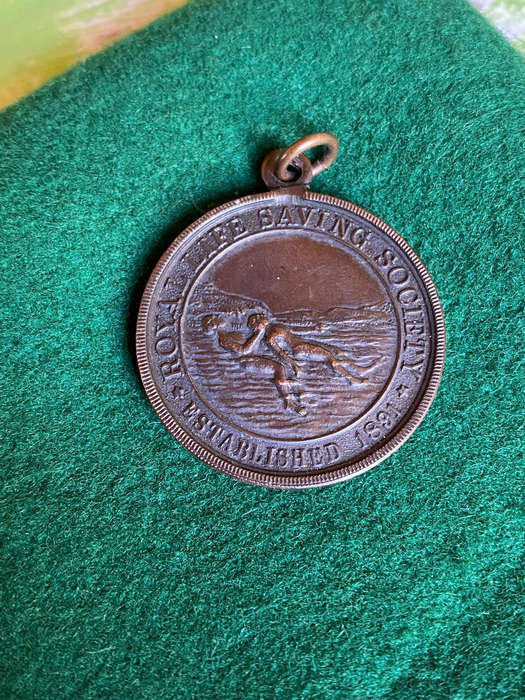 ROYAL LIFE SAVING SOCIETY
ESTABLISHED 1891